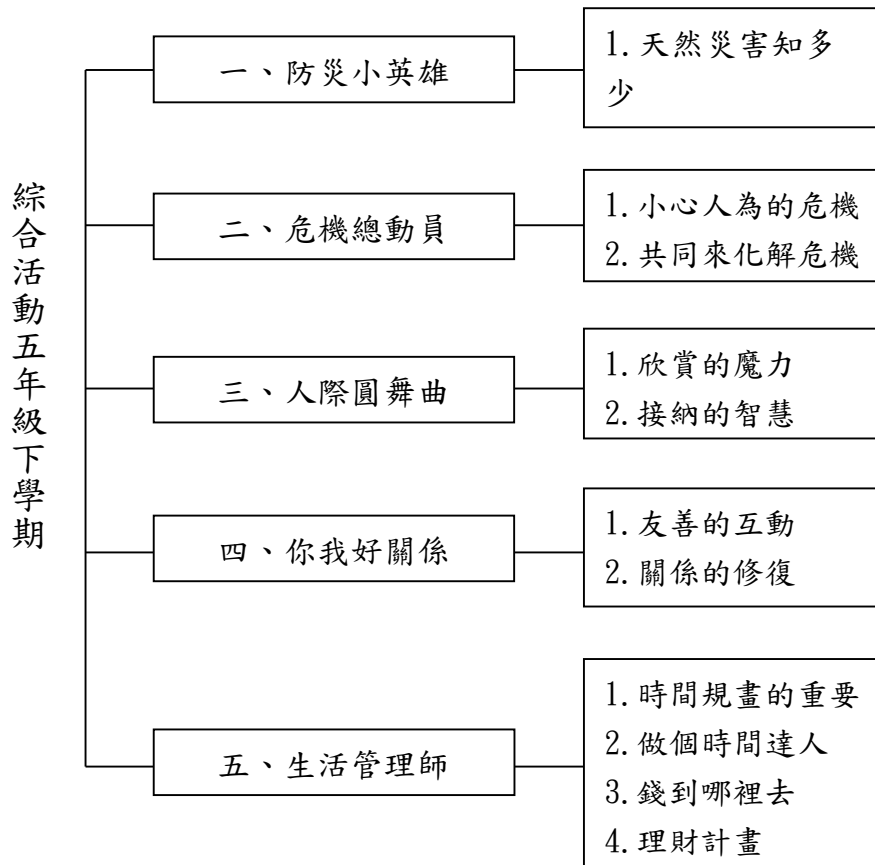 綜合活動五年級下學期
一、防災小英雄
1.天然災害知多
少
二、危機總動員
1.小心人為的危機
2.共同來化解危機
三、人際圓舞曲
1.欣賞的魔力
2.接納的智慧
四、你我好關係
1.友善的互動
2.關係的修復
五、生活管理師
1.時間規畫的重要
2.做個時間達人
3.錢到哪裡去
4.理財計畫